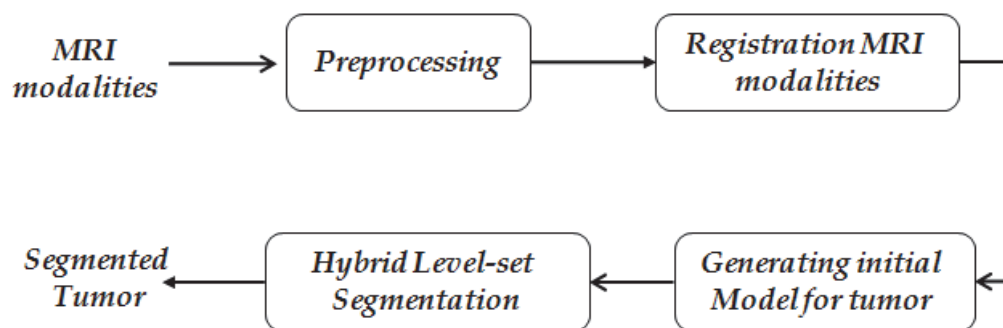 MRI
modalities
Preprocessing
Registration MRI
modalities
Segmented
Tumor
Hybrid Level-set
Segmentation
Generating initial
Model for tumor